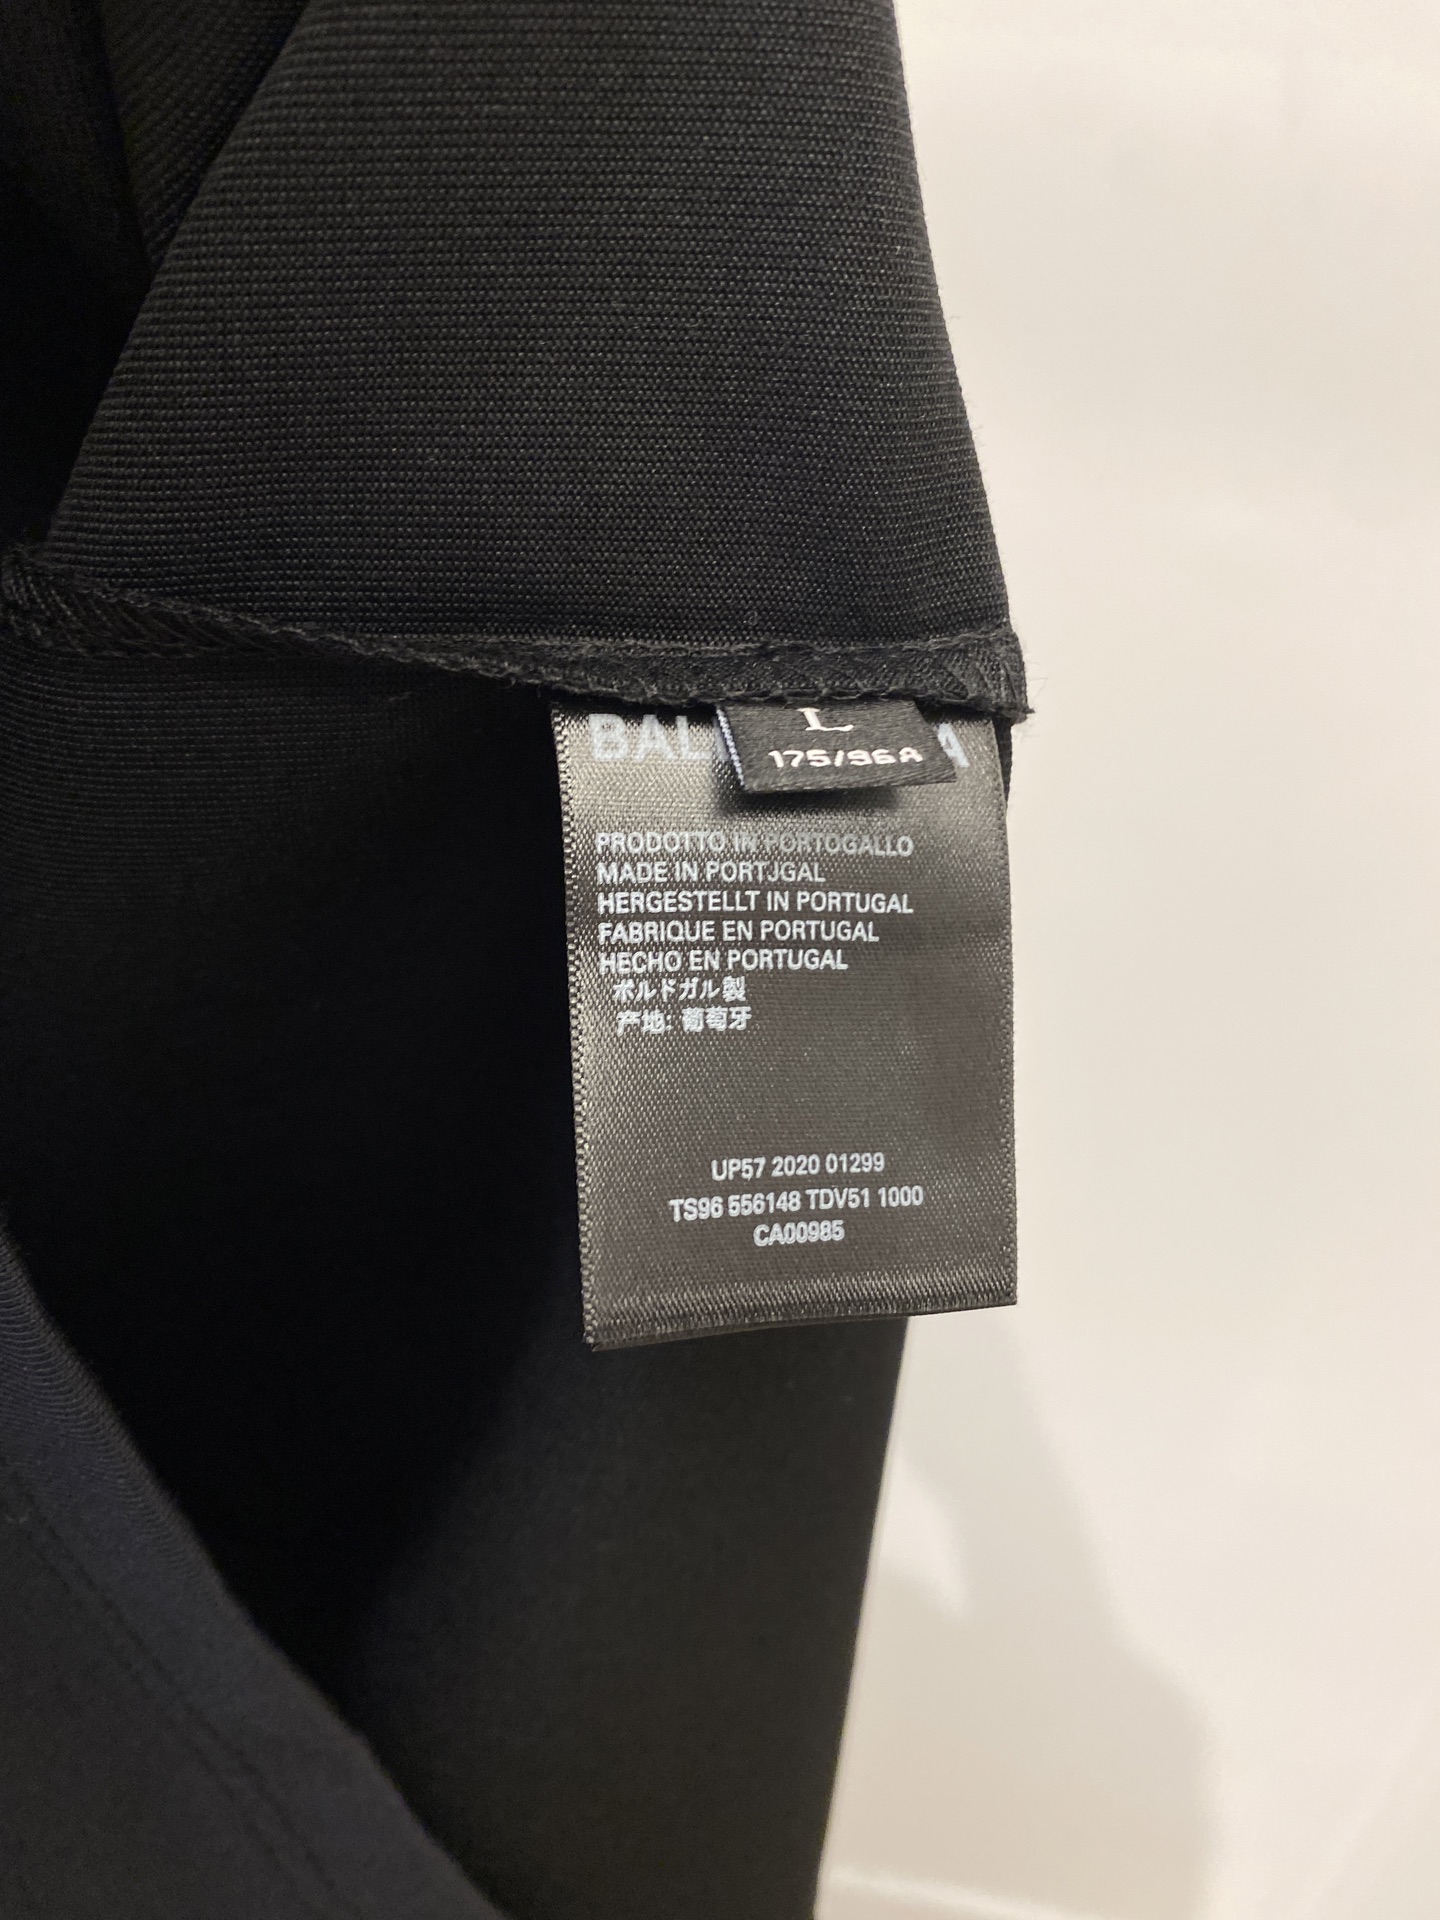 L
175/96A
PRODOTTO IN PORTOGALLO
MADE IN PORTUGAL
HERGESTELLT IN PORTUGAL
FABRIQUE EN PORTUGAL
HECHO EN PORTUGAL
ポルトガル製
产地: 葡萄牙
UP57 2020 01299
TS96 556148 TDV51 1000
CA00985